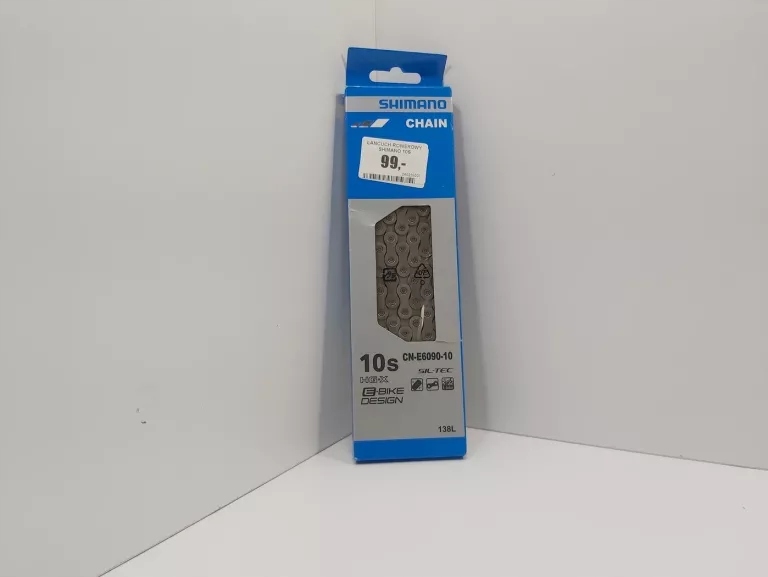 SHIMANO
CHAIN
ŁAŃCUCH ROWEROWY
SHIMANO 10S
99,-
10s CN-E6090-10
HG-X SIL-TEC
E-BIKE
DESIGN
138L